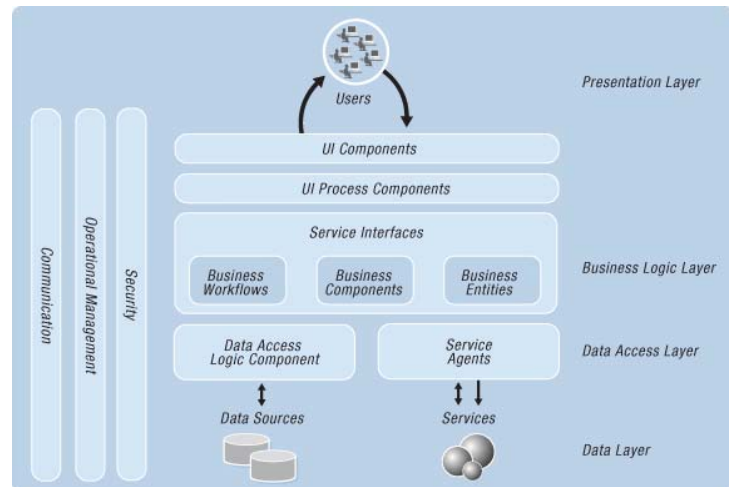 Users
Presentation Layer
UI Components
UI Process Components
Service Interfaces
Business
Workflows
Business
Components
Business
Entities
Business Logic Layer
Data Access
Logic Component
Service
Agents
Data Access Layer
Data Sources
Services
Data Layer
Communication
Operational Management
Security